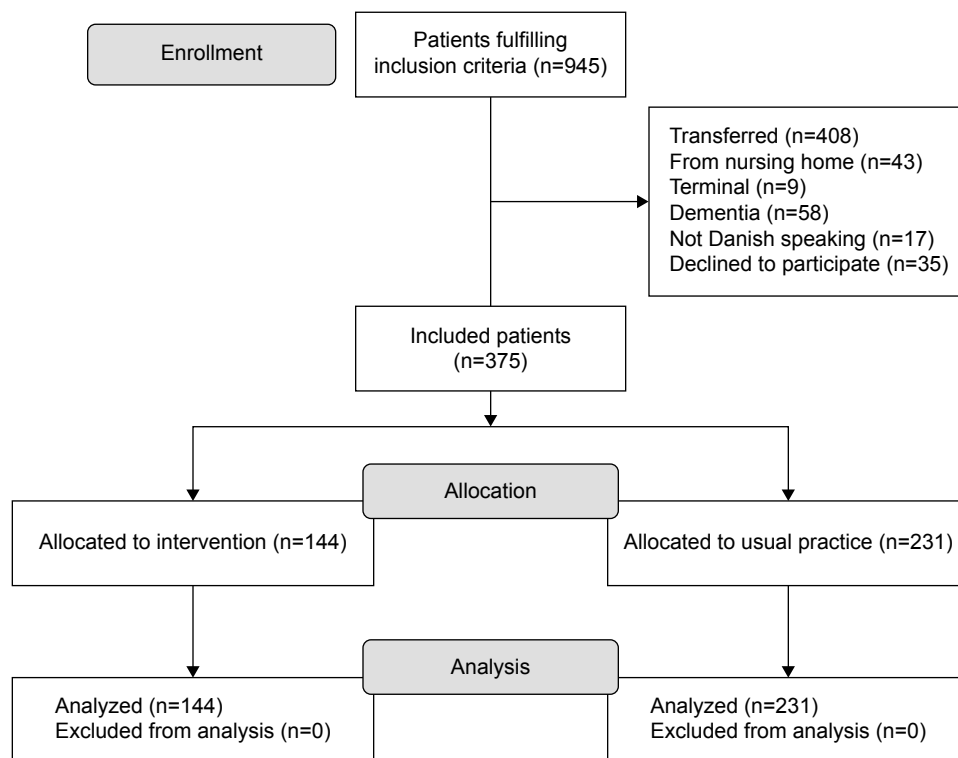 Enrollment
Patients fulfilling
inclusion criteria (n=945)
Transferred (n=408)
From nursing home (n=43)
Terminal (n=9)
Dementia (n=58)
Not Danish speaking (n=17)
Declined to participate (n=35)
Included patients
(n=375)
Allocation
Allocated to intervention (n=144)
Allocated to usual practice (n=231)
Analysis
Analyzed (n=144)
Excluded from analysis (n=0)
Analyzed (n=231)
Excluded from analysis (n=0)